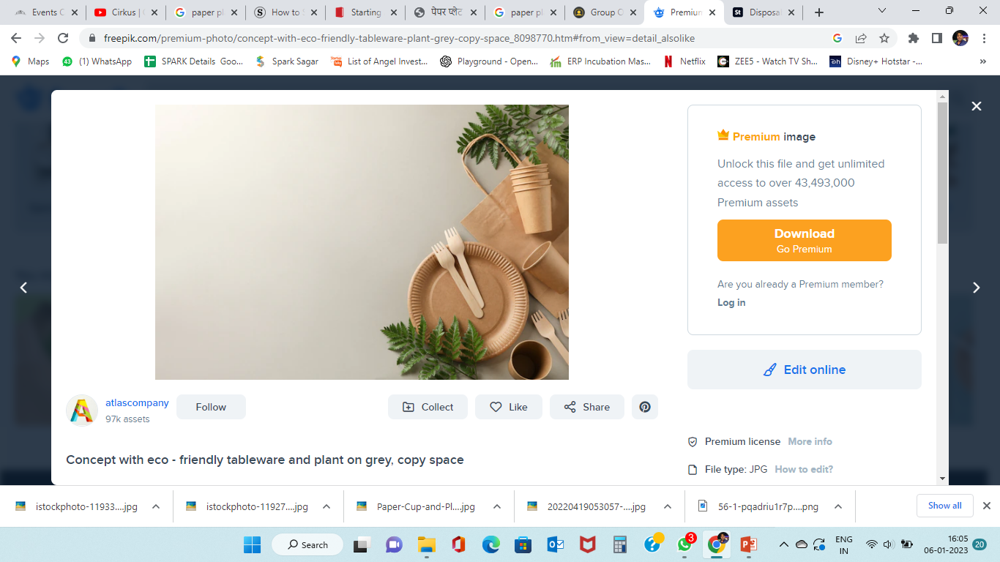 Events C
Cirkus |
paper pl
How to
Starting
पेपर प्लेट
paper pl
Group C
Premium
Disposal
freepik.com/premium-photo/concept-with-eco-friendly-tableware-plant-grey-copy-space_8098770.htm#from_view=detail_alsolike
Maps
(1) WhatsApp
SPARK Details Goo...
Spark Sagar
List of Angel Invest...
Playground - Open...
ERP Incubation Mas...
Netflix
ZEE5 - Watch TV Sh...
Disney+ Hotstar -...
Premium image
Unlock this file and get unlimited
access to over 43,493,000
Premium assets
Download
Go Premium
Are you already a Premium member?
Log in
Edit online
atlascompany
97k assets
Follow
Collect
Like
Share
Concept with eco - friendly tableware and plant on grey, copy space
Premium license More info
File type: JPG How to edit?
istockphoto-11933....jpg
istockphoto-11927....jpg
Paper-Cup-and-Pl....jpg
20220419053057-....jpg
56-1-pqadriu1r7p....png
Show all
Search
3
ENG
IN
16:05
06-01-2023
20